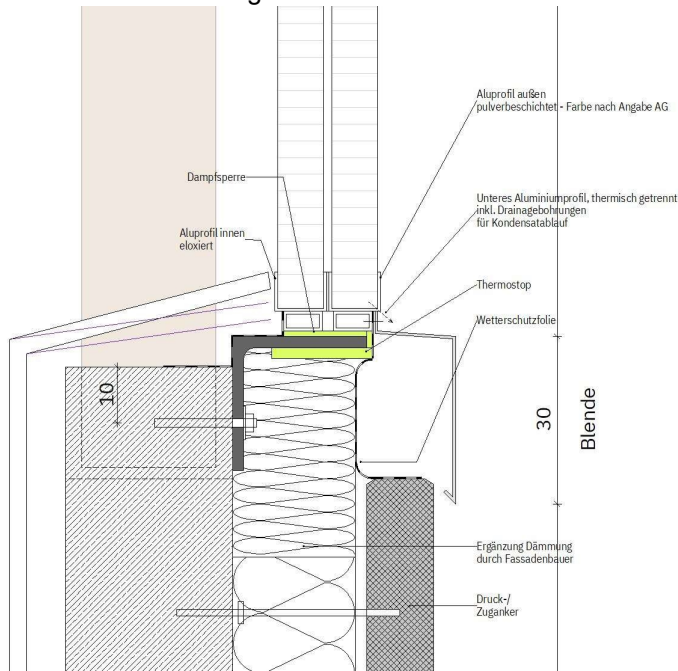 Aluprofil außen
pulverbeschichtet - Farbe nach Angabe AG
Dampfsperre
Unteres Aluminiumprofil, thermisch getrennt
inkl. Drainagebohrungen
für Kondensatablauf
Aluprofil innen
eloxiert
Thermostop
Wetterschutzfolie
10
30
Blende
Ergänzung Dämmung
durch Fassadenbauer
Druck-/
Zuganker